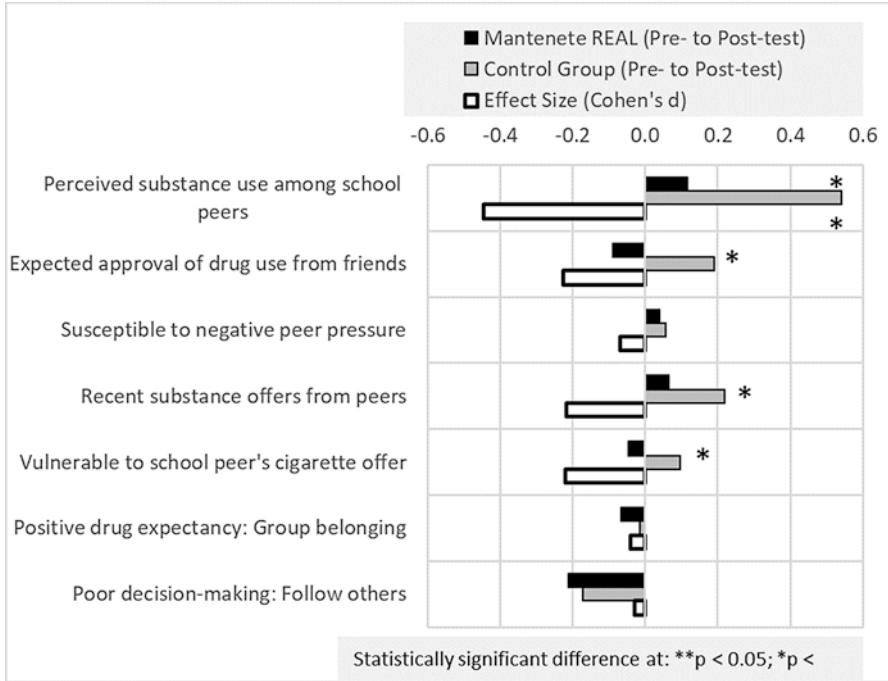 Mantenete REAL (Pre- to Post-test)
Control Group (Pre- to Post-test)
Effect Size (Cohen's d)
-0.6 -0.4 -0.2 0.0 0.2 0.4 0.6
Perceived substance use among school
peers
*
*
Expected approval of drug use from friends
*
Susceptible to negative peer pressure
Recent substance offers from peers
*
Vulnerable to school peer's cigarette offer
*
Positive drug expectancy: Group belonging
Poor decision-making: Follow others
Statistically significant difference at: **p < 0.05; *p <